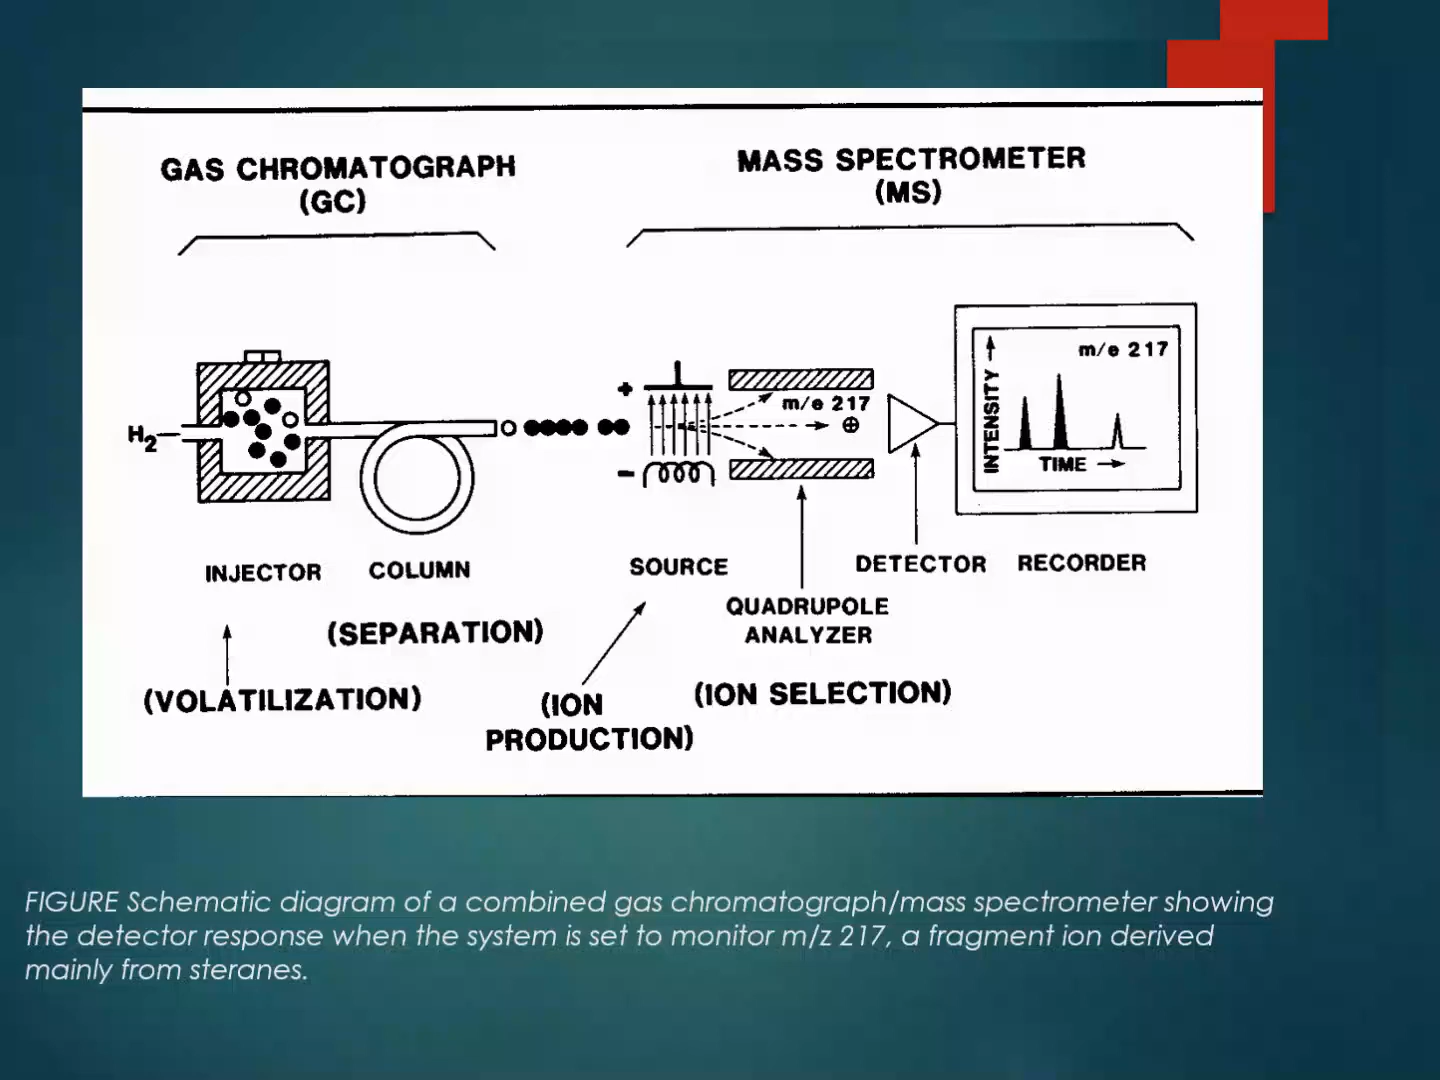 GAS CHROMATOGRAPH
(GC)
MASS SPECTROMETER
(MS)
H2
+
-
m/e 217
⊕
INTENSITY
m/e 217
TIME
INJECTOR
COLUMN
SOURCE
DETECTOR
RECORDER
QUADRUPOLE
ANALYZER
(SEPARATION)
(VOLATILIZATION)
(ION
PRODUCTION)
(ION SELECTION)
FIGURE Schematic diagram of a combined gas chromatograph/mass spectrometer showing
the detector response when the system is set to monitor m/z 217, a fragment ion derived
mainly from steranes.